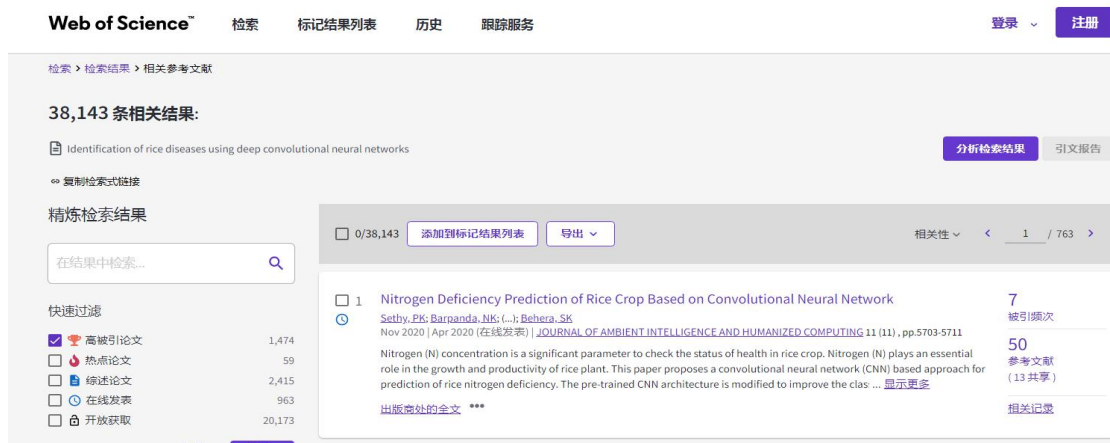 Web of Science™ 检索 标记结果列表 历史 跟踪服务 登录 注册
检索 > 检索结果 > 相关参考文献
38,143 条相关结果:
Identification of rice diseases using deep convolutional neural networks
分析检索结果 引文报告
复制检索式链接
精炼检索结果
0/38,143 添加到标记结果列表 导出 相关性 < 1 / 763 >
在结果中检索...
快速过滤
高被引论文 1,474
热点论文 59
综述论文 2,415
在线发表 963
开放获取 20,173
1 Nitrogen Deficiency Prediction of Rice Crop Based on Convolutional Neural Network
Sethy, PK; Barpanda, NK; (...); Behera, SK
Nov 2020 | Apr 2020 (在线发表) | JOURNAL OF AMBIENT INTELLIGENCE AND HUMANIZED COMPUTING 11 (11) , pp.5703-5711
Nitrogen (N) concentration is a significant parameter to check the status of health in rice crop. Nitrogen (N) plays an essential
role in the growth and productivity of rice plant. This paper proposes a convolutional neural network (CNN) based approach for
prediction of rice nitrogen deficiency. The pre-trained CNN architecture is modified to improve the clas ... 显示更多
出版商处的全文 •••
7
被引频次
50
参考文献
(13 共享)
相关记录